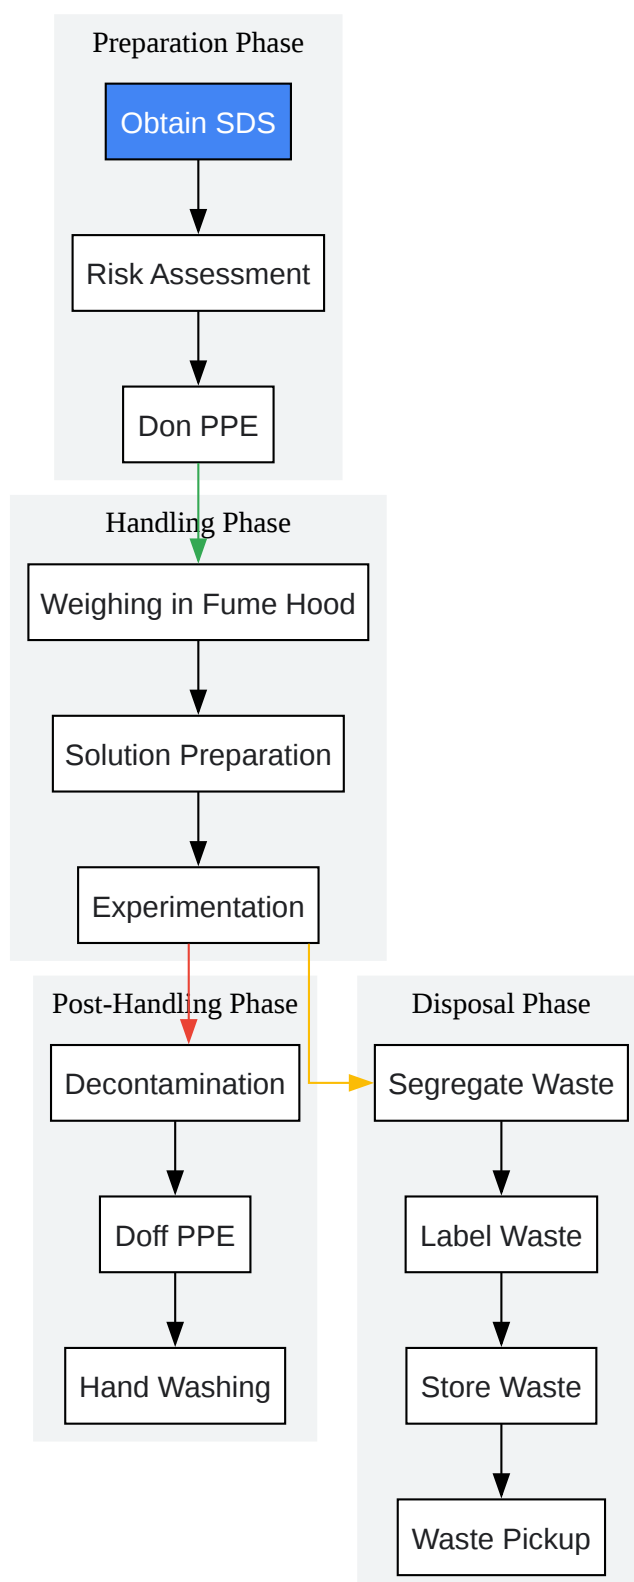 Preparation Phase
Obtain SDS
Risk Assessment
Don PPE
Handling Phase
Weighing in Fume Hood
Solution Preparation
Experimentation
Post-Handling Phase
Decontamination
Doff PPE
Hand Washing
Disposal Phase
Segregate Waste
Label Waste
Store Waste
Waste Pickup